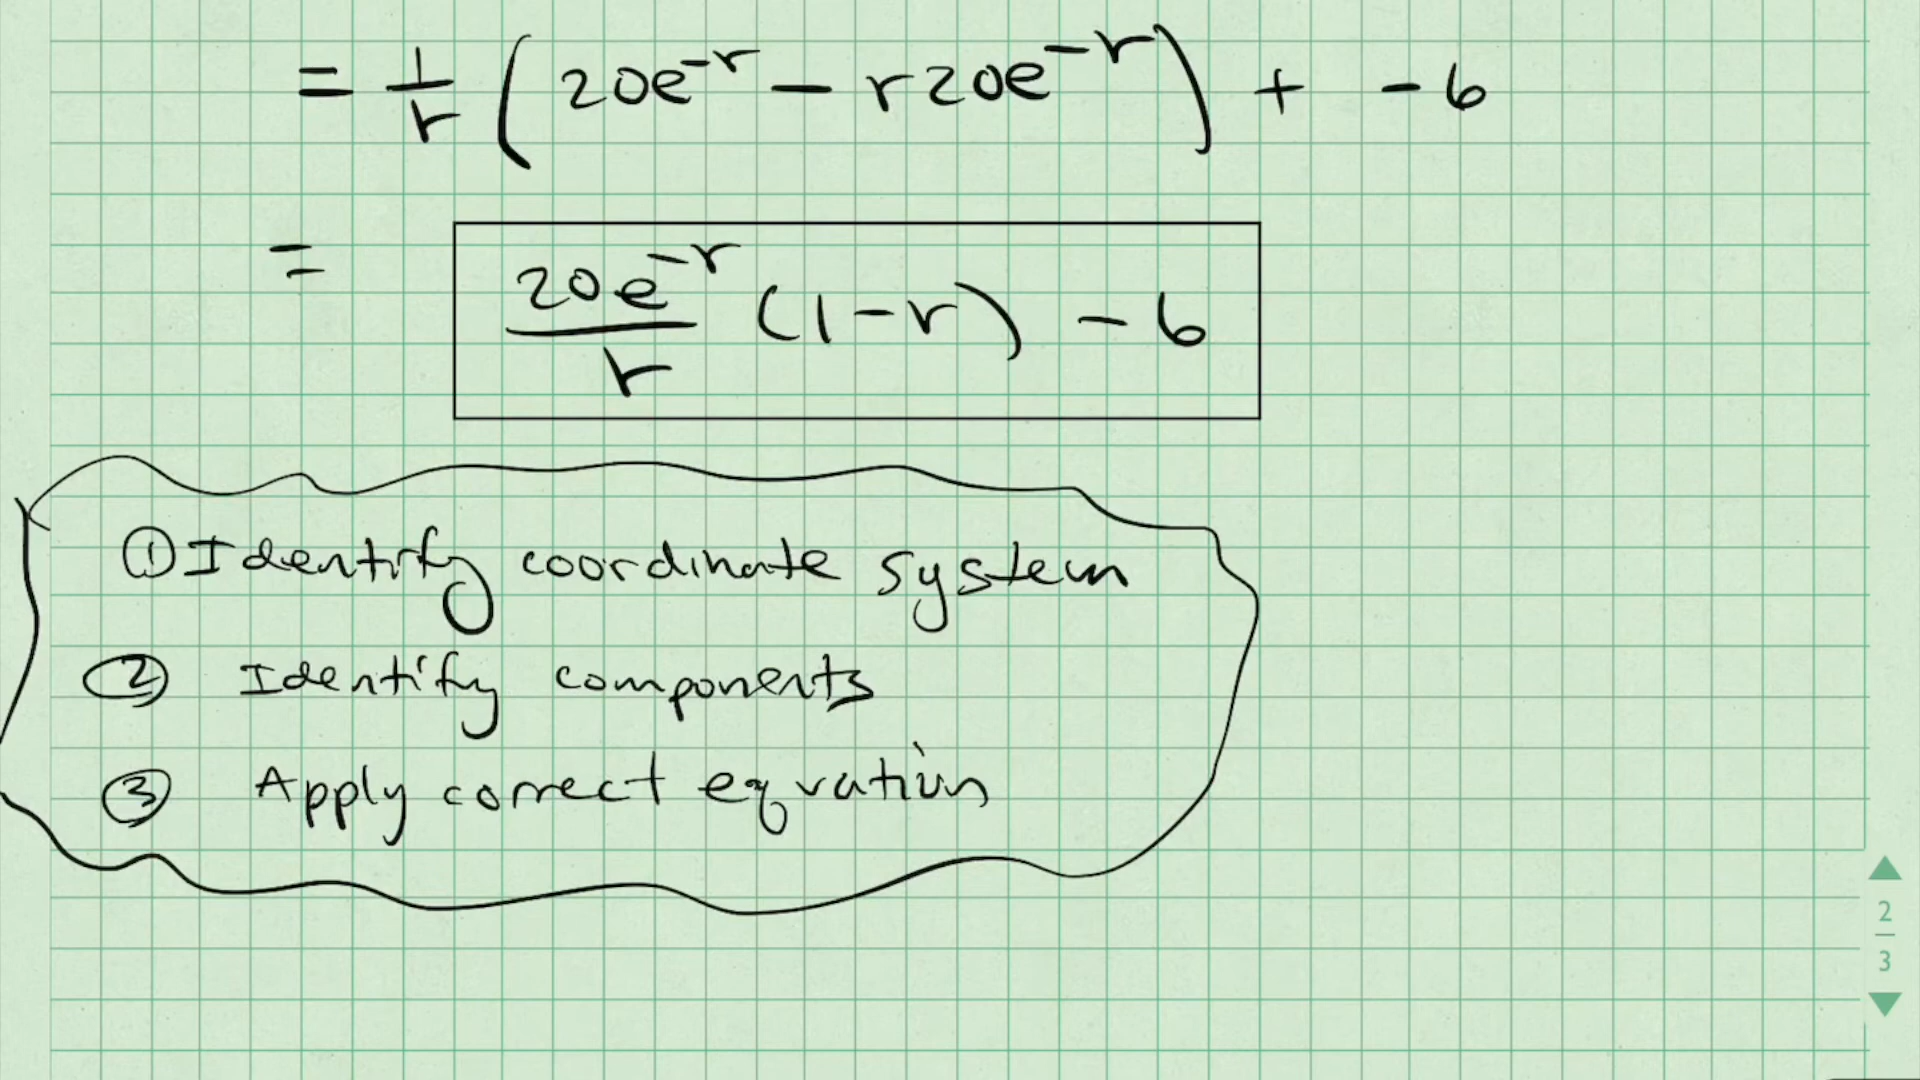 = 1/r (20e^-r - r20e^-r) + -6
= 20e^-r/r (1-r) - 6
① Identify coordinate system
② Identify components
③ Apply correct equation
2
3